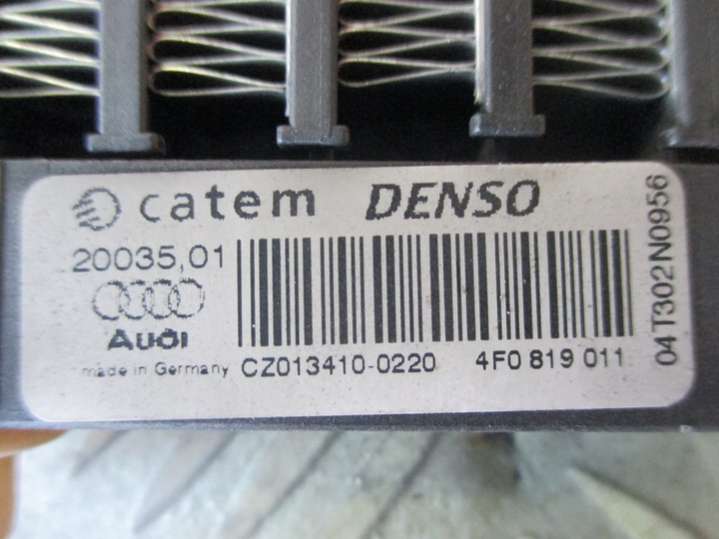 catem DENSO
20035,01
Audi
made in Germany
CZ013410-0220 4F0 819 011
04T302N0956